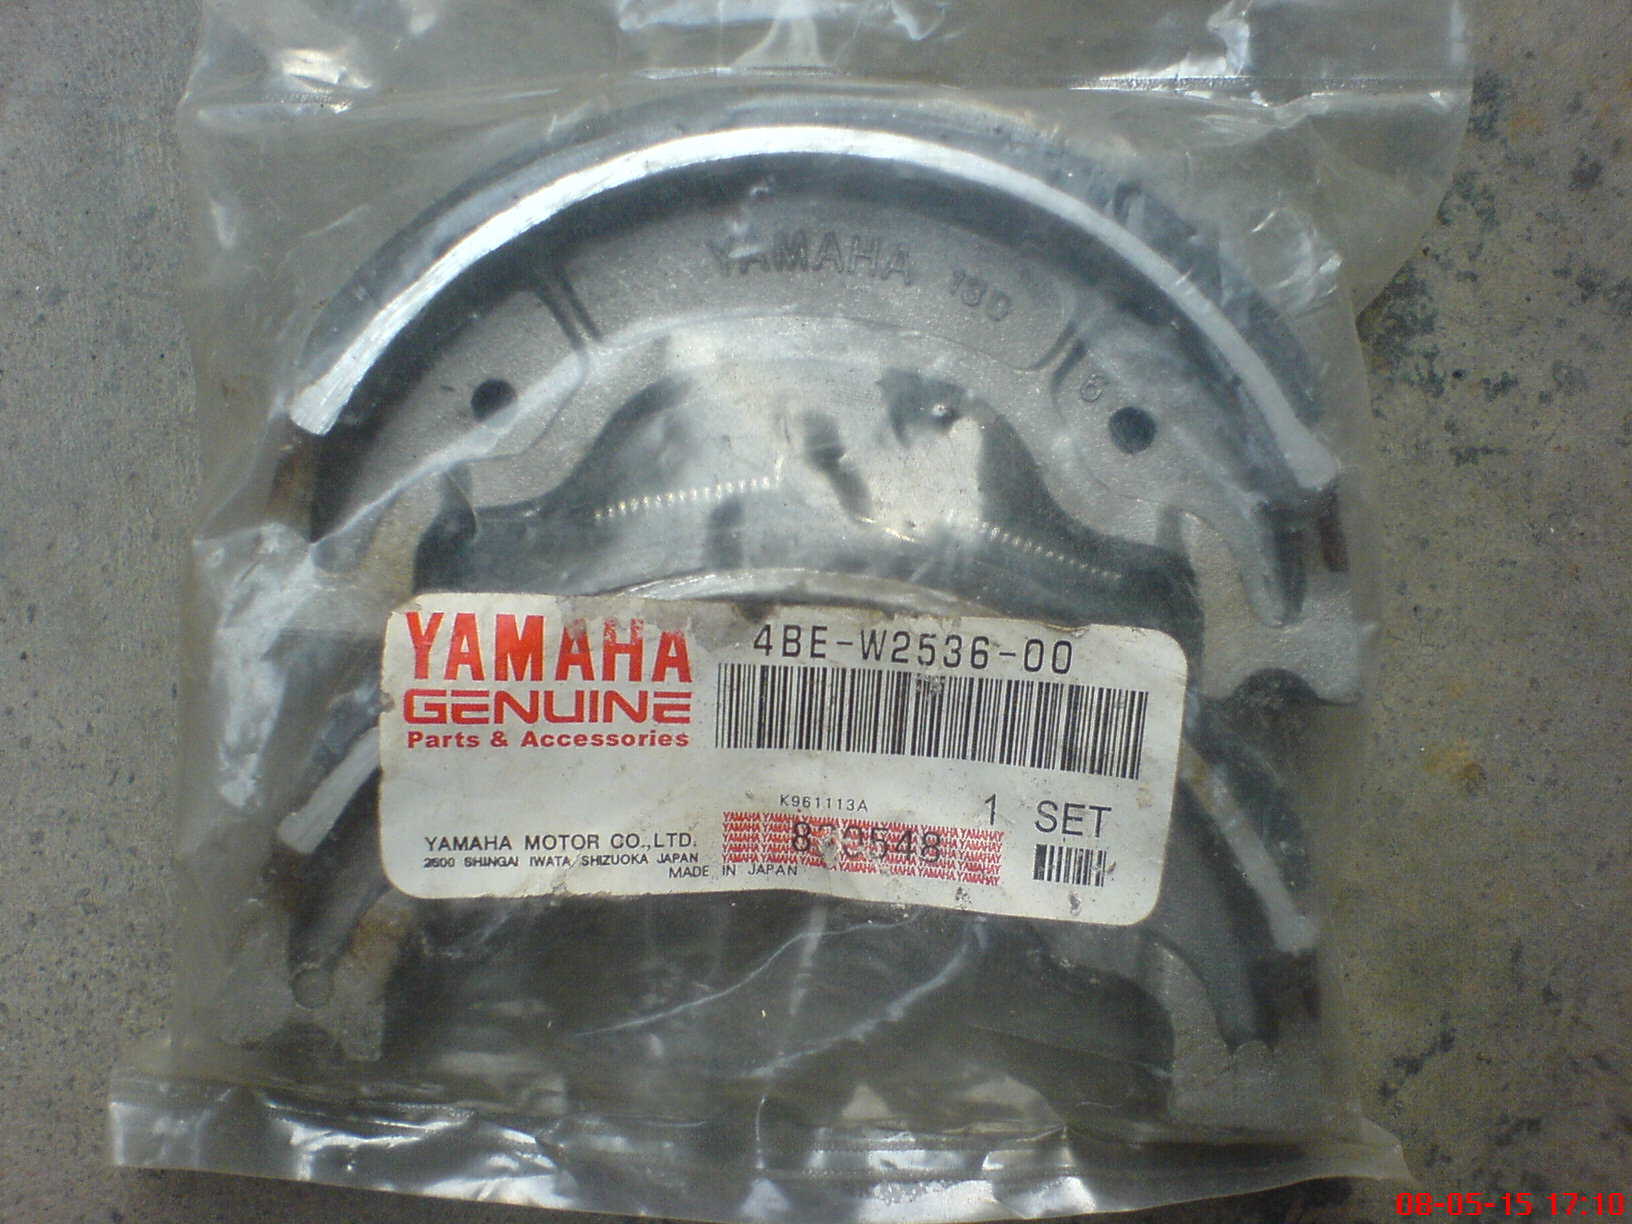 YAMAHA 130
6
YAMAHA
GENUINE
Parts & Accessories
4BE-W2536-00
K961113A
1 SET
YAMAHA MOTOR CO.,LTD.
2500 SHINGAI IWATA SHIZUOKA JAPAN
MADE IN JAPAN
08-05-15 17:10